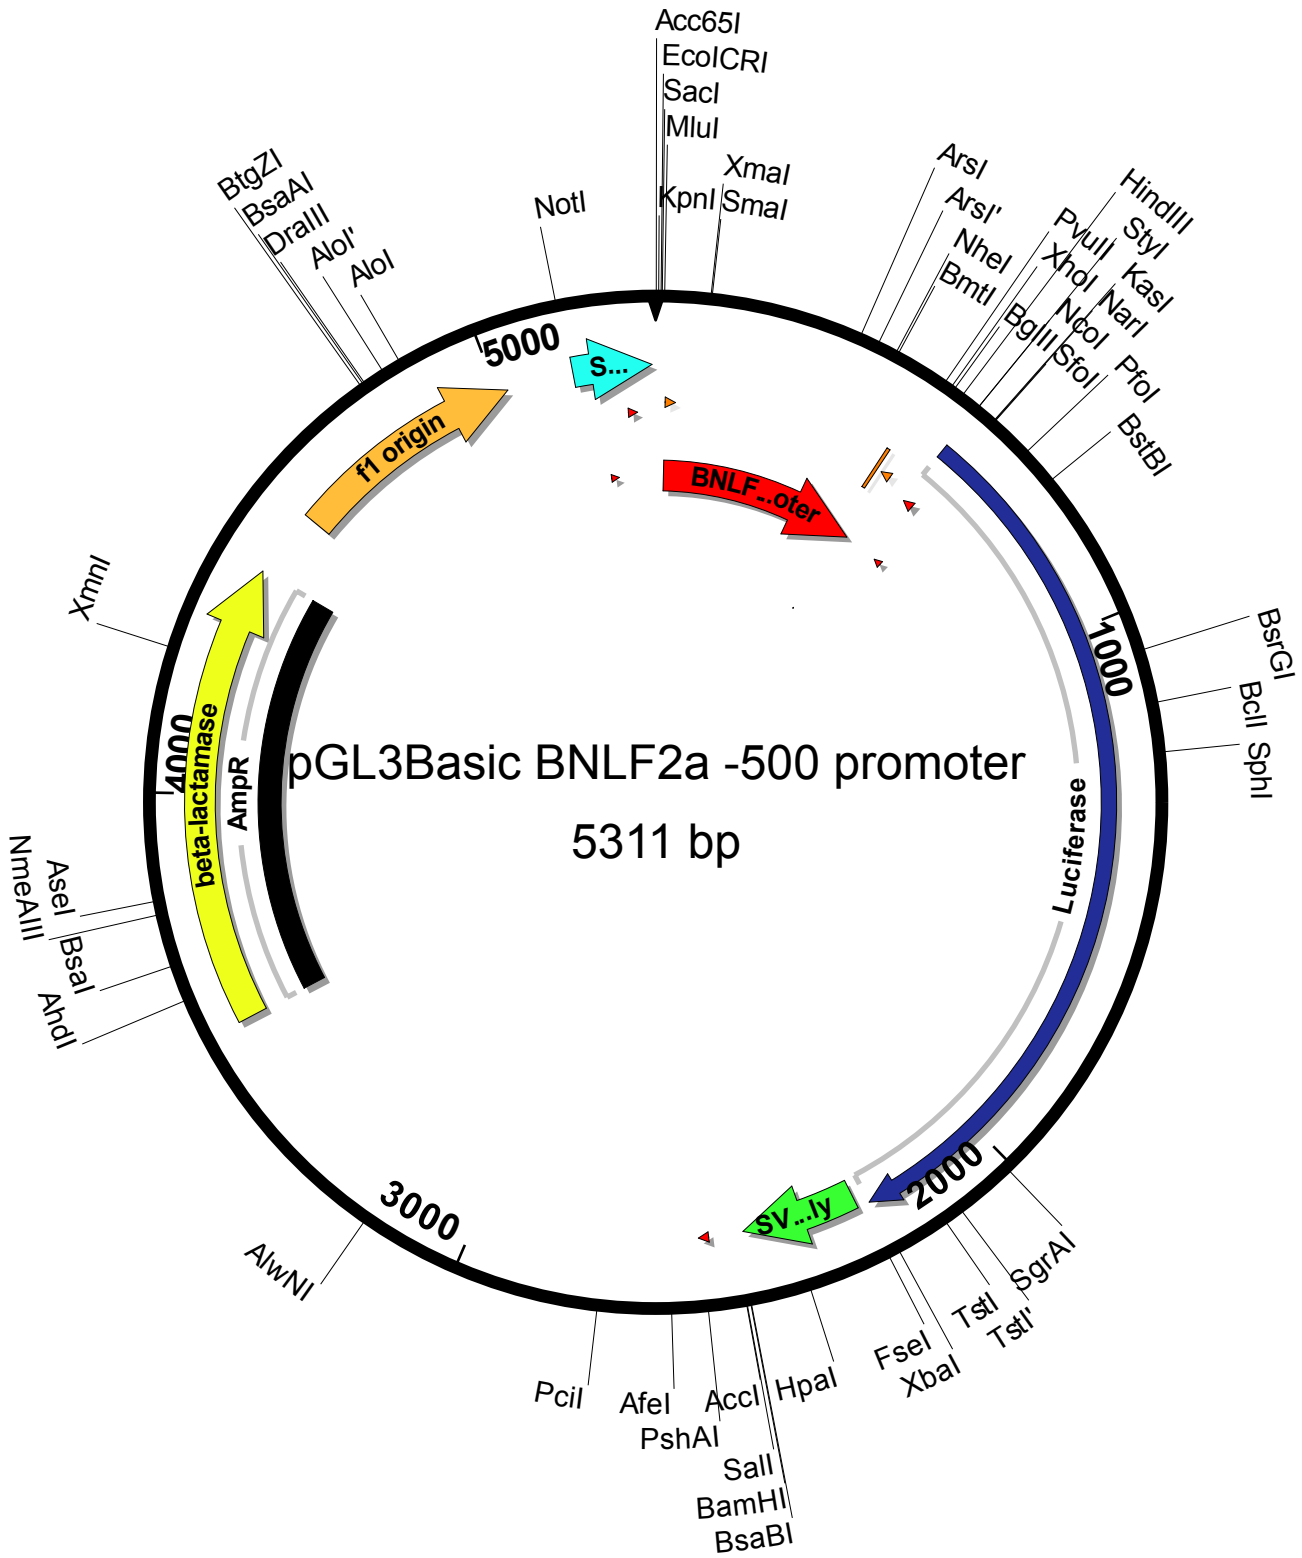 Acc65I
EcoICRI
SacI
MluI
KpnI
XmaI
SmaI
ArsI
ArsI'
NheI
BmtI
HindIII
PvuII
StyI
XhoI
KasI
NcoI
NarI
BglII
SfoI
PfoI
BstBI
BsrGI
BclI
SphI
SgrAI
TstI
TstI'
FseI
XbaI
HpaI
AccI
SalI
BamHI
BsaBI
PshAI
AfeI
PciI
AlwNI
AhdI
BsaI
NmeAIII
AseI
XmnI
BtgZI
BsaAI
DraIII
AloI'
AloI
NotI
1000
2000
3000
4000
5000
S...
f1 origin
BNLF...oter
Luciferase
SV...ly
beta-lactamase
AmpR
pGL3Basic BNLF2a -500 promoter
5311 bp